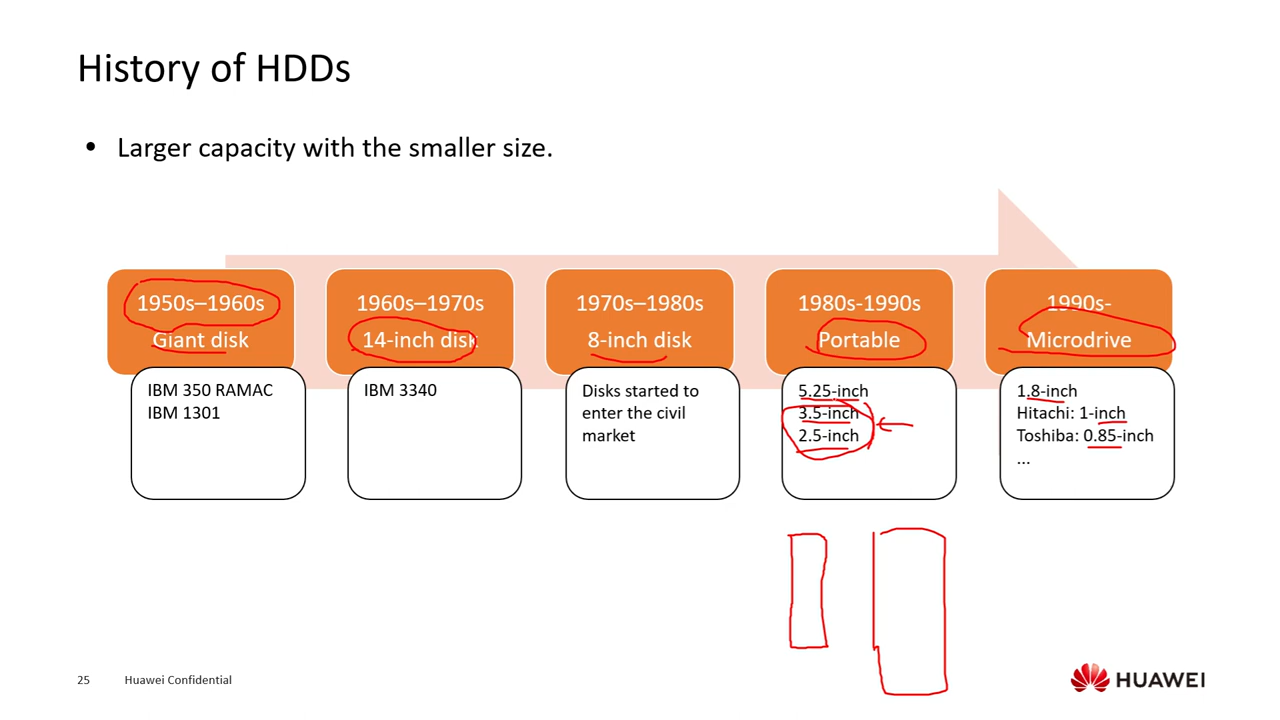 History of HDDs
• Larger capacity with the smaller size.
1950s–1960s
Giant disk
IBM 350 RAMAC
IBM 1301
1960s–1970s
14-inch disk
IBM 3340
1970s–1980s
8-inch disk
Disks started to
enter the civil
market
1980s-1990s
Portable
5.25-inch
3.5-inch
2.5-inch
1990s-
Microdrive
1.8-inch
Hitachi: 1-inch
Toshiba: 0.85-inch
...
25 Huawei Confidential
HUAWEI